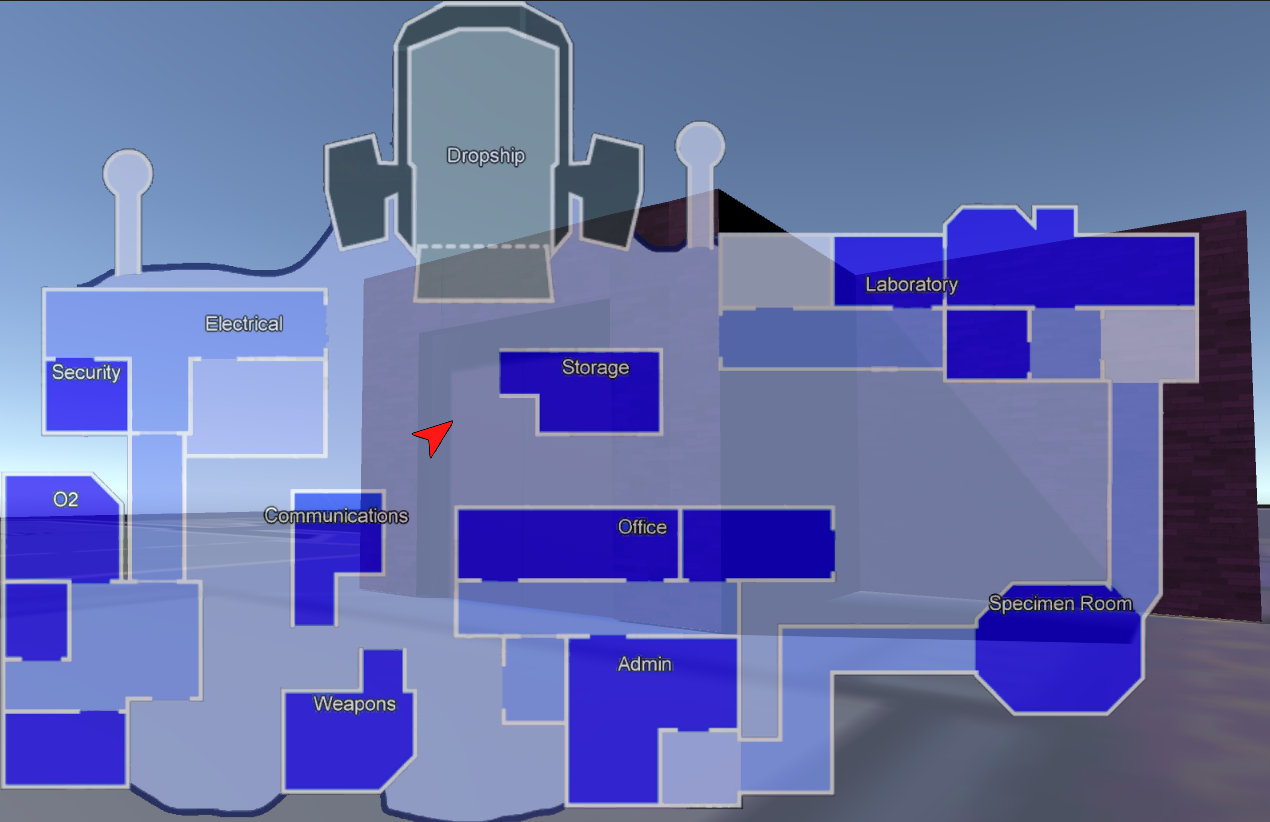 Dropship
Laboratory
Electrical
Storage
Security
O2
Communications
Office
Specimen Room
Admin
Weapons